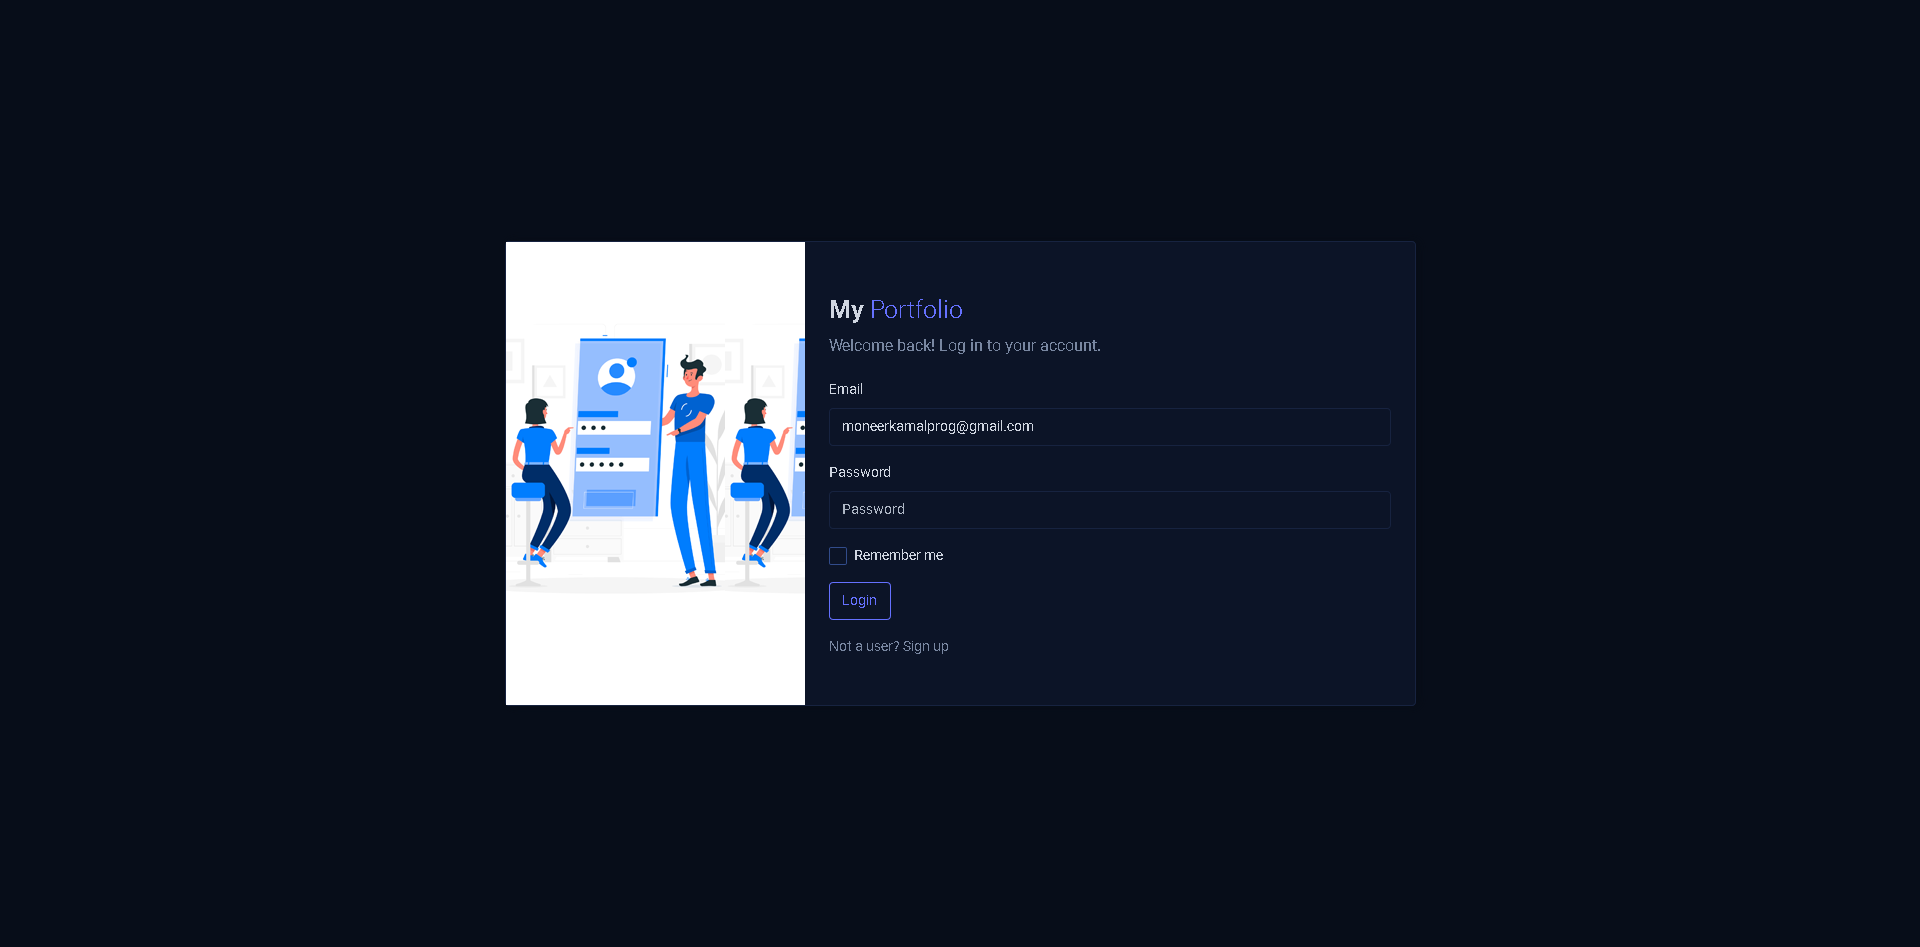 My Portfolio
Welcome back! Log in to your account.
Email
moneerkamalprog@gmail.com
Password
Password
Remember me
Login
Not a user? Sign up